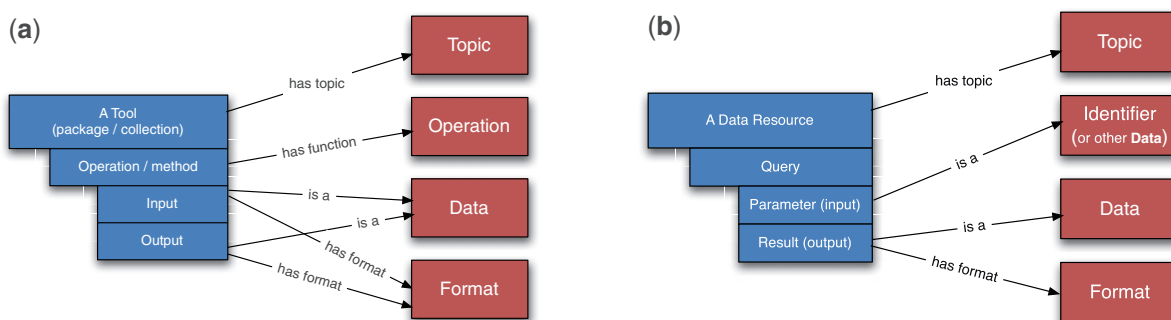 (a)
Topic
has topic
A Tool
(package / collection)
Operation
has function
Operation / method
is a
Input
Data
is a
Output
has format
has format
Format
(b)
Topic
has topic
A Data Resource
Identifier
(or other Data)
is a
Query
Parameter (input)
Data
is a
Result (output)
has format
Format